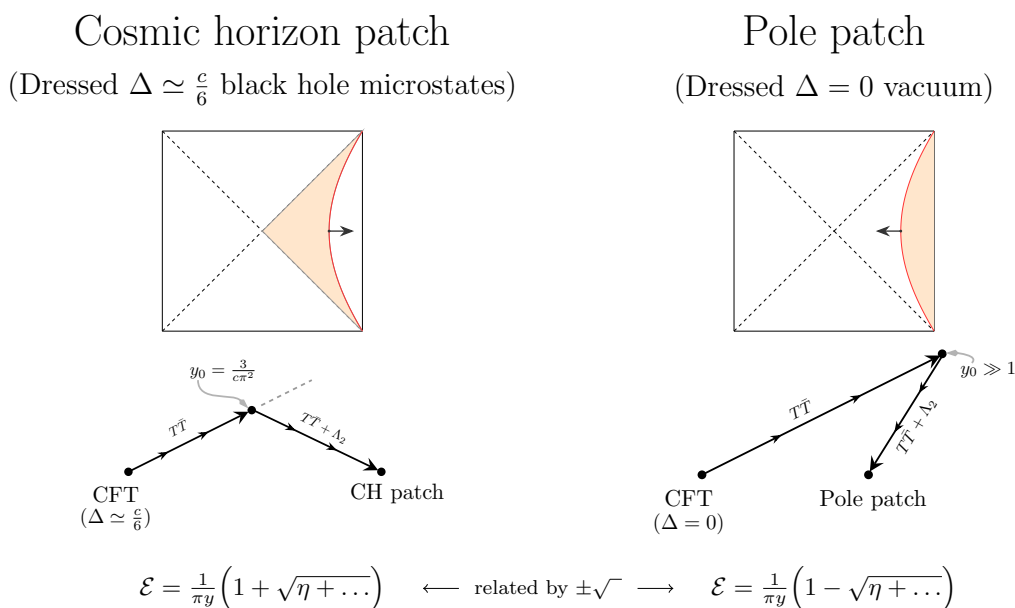 Cosmic horizon patch
(Dressed Δ ≃ c/6 black hole microstates)
y₀ = 3/(cπ²)
TT̄
TT̄ + Λ₂
CFT
(Δ ≃ c/6)
CH patch
ℰ = 1/(πy) (1 + √(η + …))
⟵ related by ±√ ⟶
Pole patch
(Dressed Δ = 0 vacuum)
y₀ ≫ 1
TT̄
TT̄ + Λ₂
CFT
(Δ = 0)
Pole patch
ℰ = 1/(πy) (1 − √(η + …))